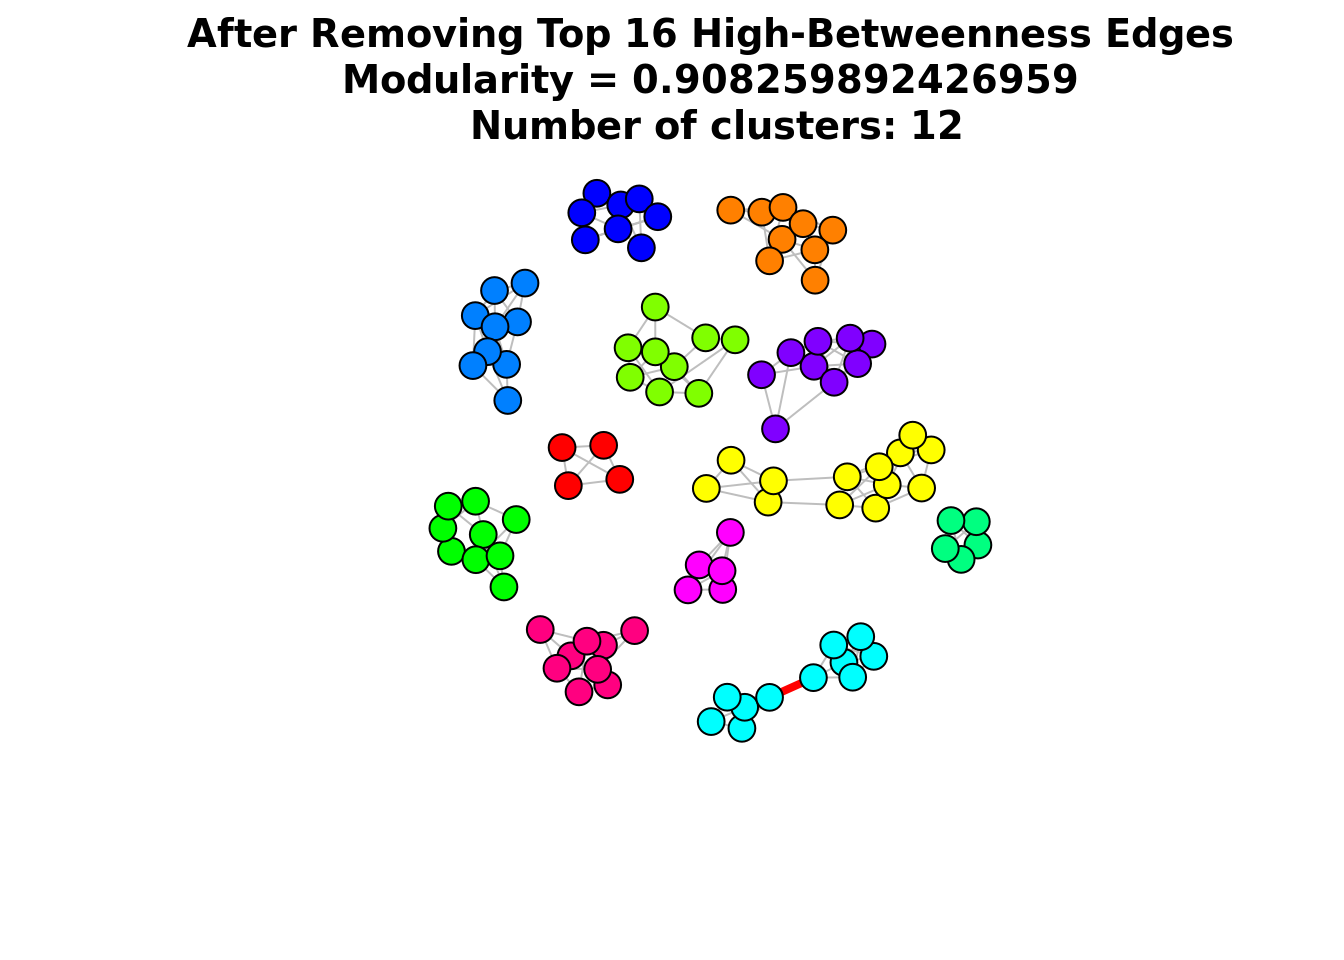 After Removing Top 16 High-Betweenness Edges
Modularity = 0.908259892426959
Number of clusters: 12